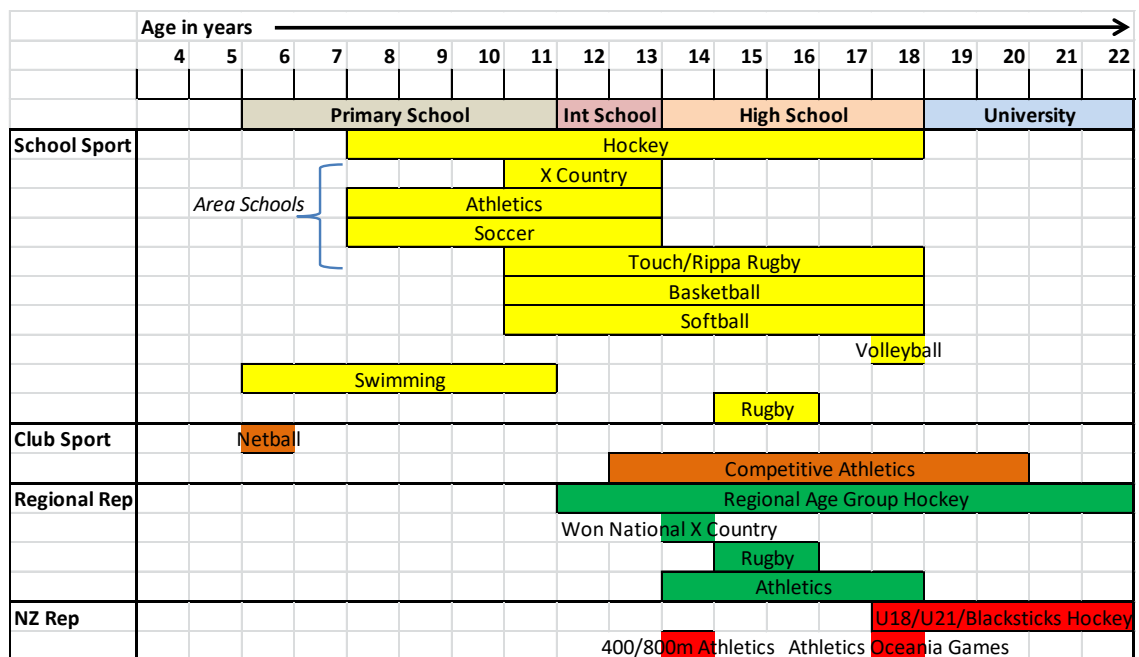 Age in years
4 5 6 7 8 9 10 11 12 13 14 15 16 17 18 19 20 21 22
Primary School Int School High School University
School Sport Hockey
X Country
Area Schools Athletics
Soccer
Touch/Rippa Rugby
Basketball
Softball
Volleyball
Swimming
Rugby
Club Sport Netball
Competitive Athletics
Regional Rep Regional Age Group Hockey
Won National X Country
Rugby
Athletics
NZ Rep U18/U21/Blacksticks Hockey
400/800m Athletics Athletics Oceania Games